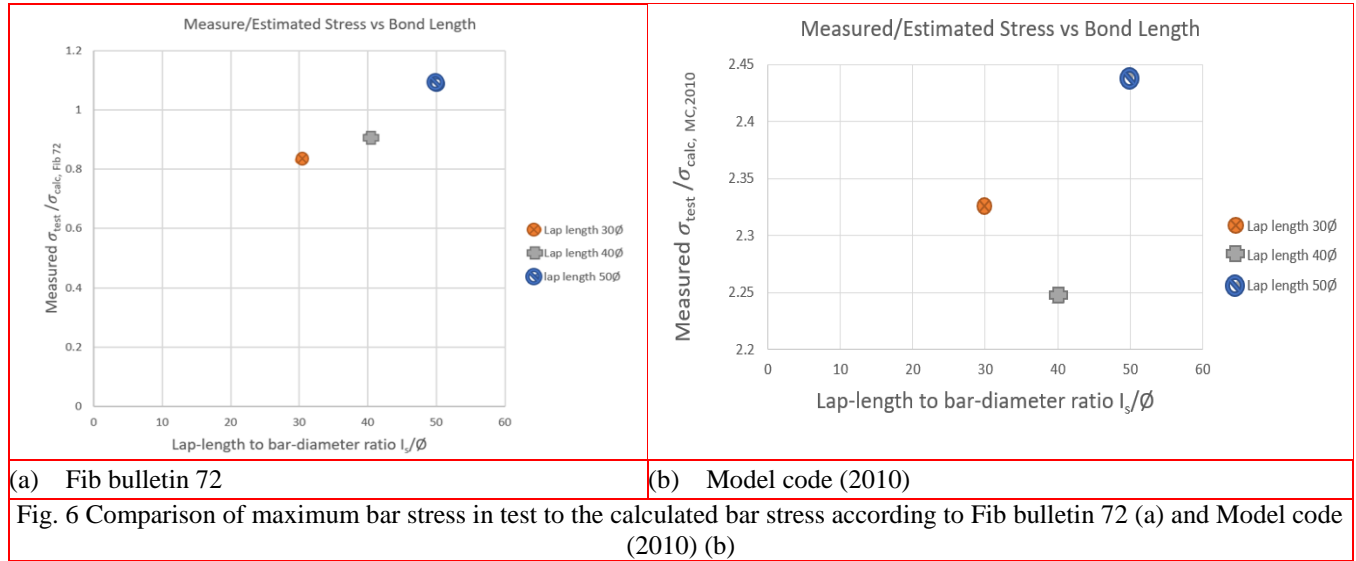 Measure/Estimated Stress vs Bond Length
1.2
1
0.8
0.6
0.4
0.2
0
0 10 20 30 40 50 60
Measured σtest /σcalc, Fib 72
Lap-length to bar-diameter ratio Is/Ø
Lap length 30Ø
Lap length 40Ø
lap length 50Ø
Measured/Estimated Stress vs Bond Length
2.45
2.4
2.35
2.3
2.25
2.2
0 10 20 30 40 50 60
Measured σtest /σcalc, MC,2010
Lap-length to bar-diameter ratio Is/Ø
Lap length 30Ø
Lap length 40Ø
Lap length 50Ø
(a) Fib bulletin 72
(b) Model code (2010)
Fig. 6 Comparison of maximum bar stress in test to the calculated bar stress according to Fib bulletin 72 (a) and Model code
(2010) (b)